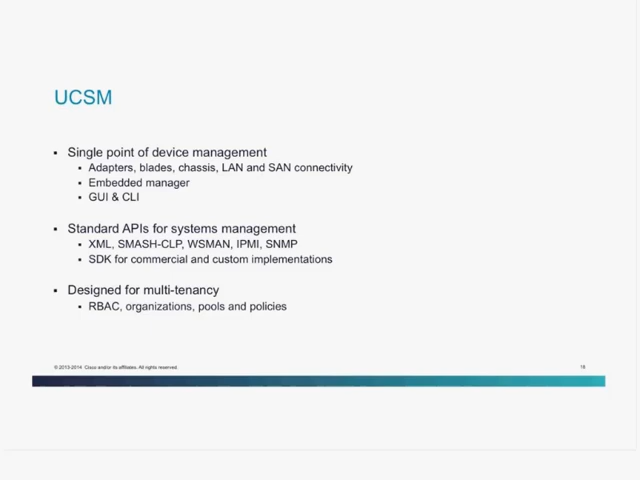 UCSM
▪ Single point of device management
▪ Adapters, blades, chassis, LAN and SAN connectivity
▪ Embedded manager
▪ GUI & CLI
▪ Standard APIs for systems management
▪ XML, SMASH-CLP, WSMAN, IPMI, SNMP
▪ SDK for commercial and custom implementations
▪ Designed for multi-tenancy
▪ RBAC, organizations, pools and policies
© 2013-2014 Cisco and/or its affiliates. All rights reserved.